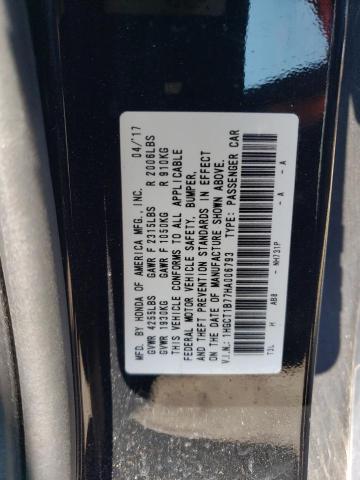 MFD. BY HONDA OF AMERICA MFG., INC. 04/17
GVWR 4255LBS GAWR F 2315LBS R 2006LBS
GVWR 1930KG GAWR F 1050KG R 910KG
THIS VEHICLE CONFORMS TO ALL APPLICABLE
FEDERAL MOTOR VEHICLE SAFETY, BUMPER,
AND THEFT PREVENTION STANDARDS IN EFFECT
ON THE DATE OF MANUFACTURE SHOWN ABOVE.
V.I.N.: 1HGCT1B77HA006793 TYPE: PASSENGER CAR
T3L H AB8 - NH731P - A - A